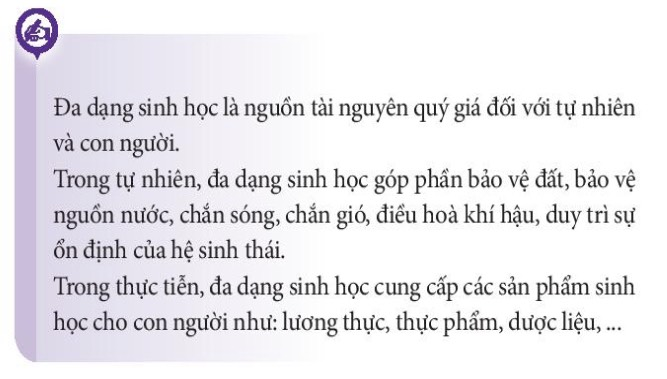 Đa dạng sinh học là nguồn tài nguyên quý giá đối với tự nhiên
và con người.
Trong tự nhiên, đa dạng sinh học góp phần bảo vệ đất, bảo vệ
nguồn nước, chắn sóng, chắn gió, điều hoà khí hậu, duy trì sự
ổn định của hệ sinh thái.
Trong thực tiễn, đa dạng sinh học cung cấp các sản phẩm sinh
học cho con người như: lương thực, thực phẩm, dược liệu, ...